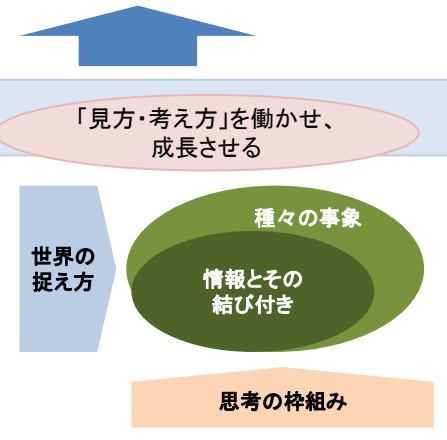 「見方・考え方」を働かせ、
成長させる
種々の事象
世界の
捉え方
情報とその
結び付き
思考の枠組み